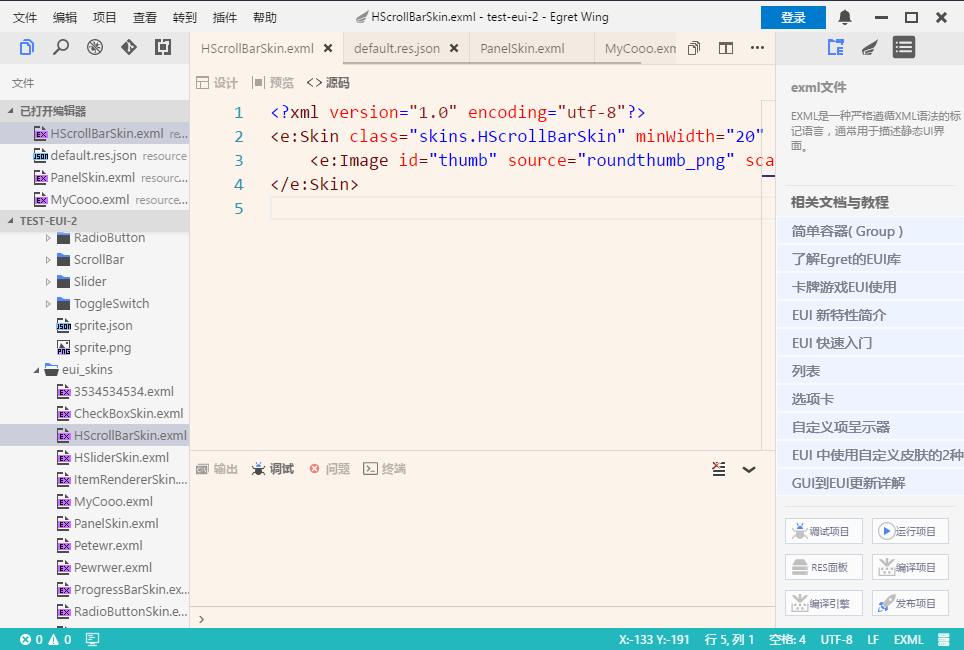 文件 编辑 项目 查看 转到 插件 帮助 HScrollBarSkin.exml - test-eui-2 - Egret Wing 登录
HScrollBarSkin.exml default.res.json PanelSkin.exml MyCooo.exm
文件
已打开编辑器
HScrollBarSkin.exml re...
default.res.json resource
PanelSkin.exml resourc...
MyCooo.exml resource...
TEST-EUI-2
RadioButton
ScrollBar
Slider
ToggleSwitch
sprite.json
sprite.png
eui_skins
3534534534.exml
CheckBoxSkin.exml
HScrollBarSkin.exml
HSliderSkin.exml
ItemRendererSkin....
MyCooo.exml
PanelSkin.exml
Petewr.exml
Pewrwer.exml
ProgressBarSkin.ex...
RadioButtonSkin.e...
设计 预览 <> 源码
1 <?xml version="1.0" encoding="utf-8"?>
2 <e:Skin class="skins.HScrollBarSkin" minWidth="20"
3 <e:Image id="thumb" source="roundthumb_png" sca
4 </e:Skin>
5
输出 调试 问题 终端
exml文件
EXML是一种严格遵循XML语法的标
记语言，通常用于描述静态UI界
面。
相关文档与教程
简单容器( Group )
了解Egret的EUI库
卡牌游戏EUI使用
EUI 新特性简介
EUI 快速入门
列表
选项卡
自定义项呈示器
EUI 中使用自定义皮肤的2种
GUI到EUI更新详解
调试项目 运行项目
RES面板 编译项目
编译引擎 发布项目
0 0 X:-133 Y:-191 行 5, 列 1 空格: 4 UTF-8 LF EXML